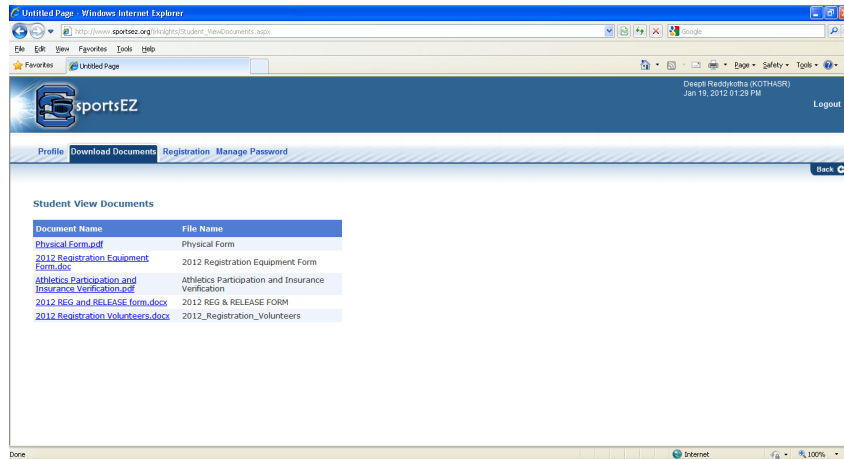 Untitled Page - Windows Internet Explorer
http://www.sportsez.org/eknights/Student_ViewDocuments.aspx
Google
File Edit View Favorites Tools Help
Favorites Untitled Page
Page Safety Tools
Deepti Reddykotha (KOTHASR)
Jan 19, 2012 01:29 PM
Logout
sportsEZ
Profile Download Documents Registration Manage Password
Back
Student View Documents
Document Name File Name
Physical Form.pdf Physical Form
2012 Registration Equipment
Form.doc 2012 Registration Equipment Form
Athletics Participation and Athletics Participation and Insurance
Insurance Verification.pdf Verification
2012 REG and RELEASE form.docx 2012 REG & RELEASE FORM
2012 Registration Volunteers.docx 2012_Registration_Volunteers
Done Internet 100%